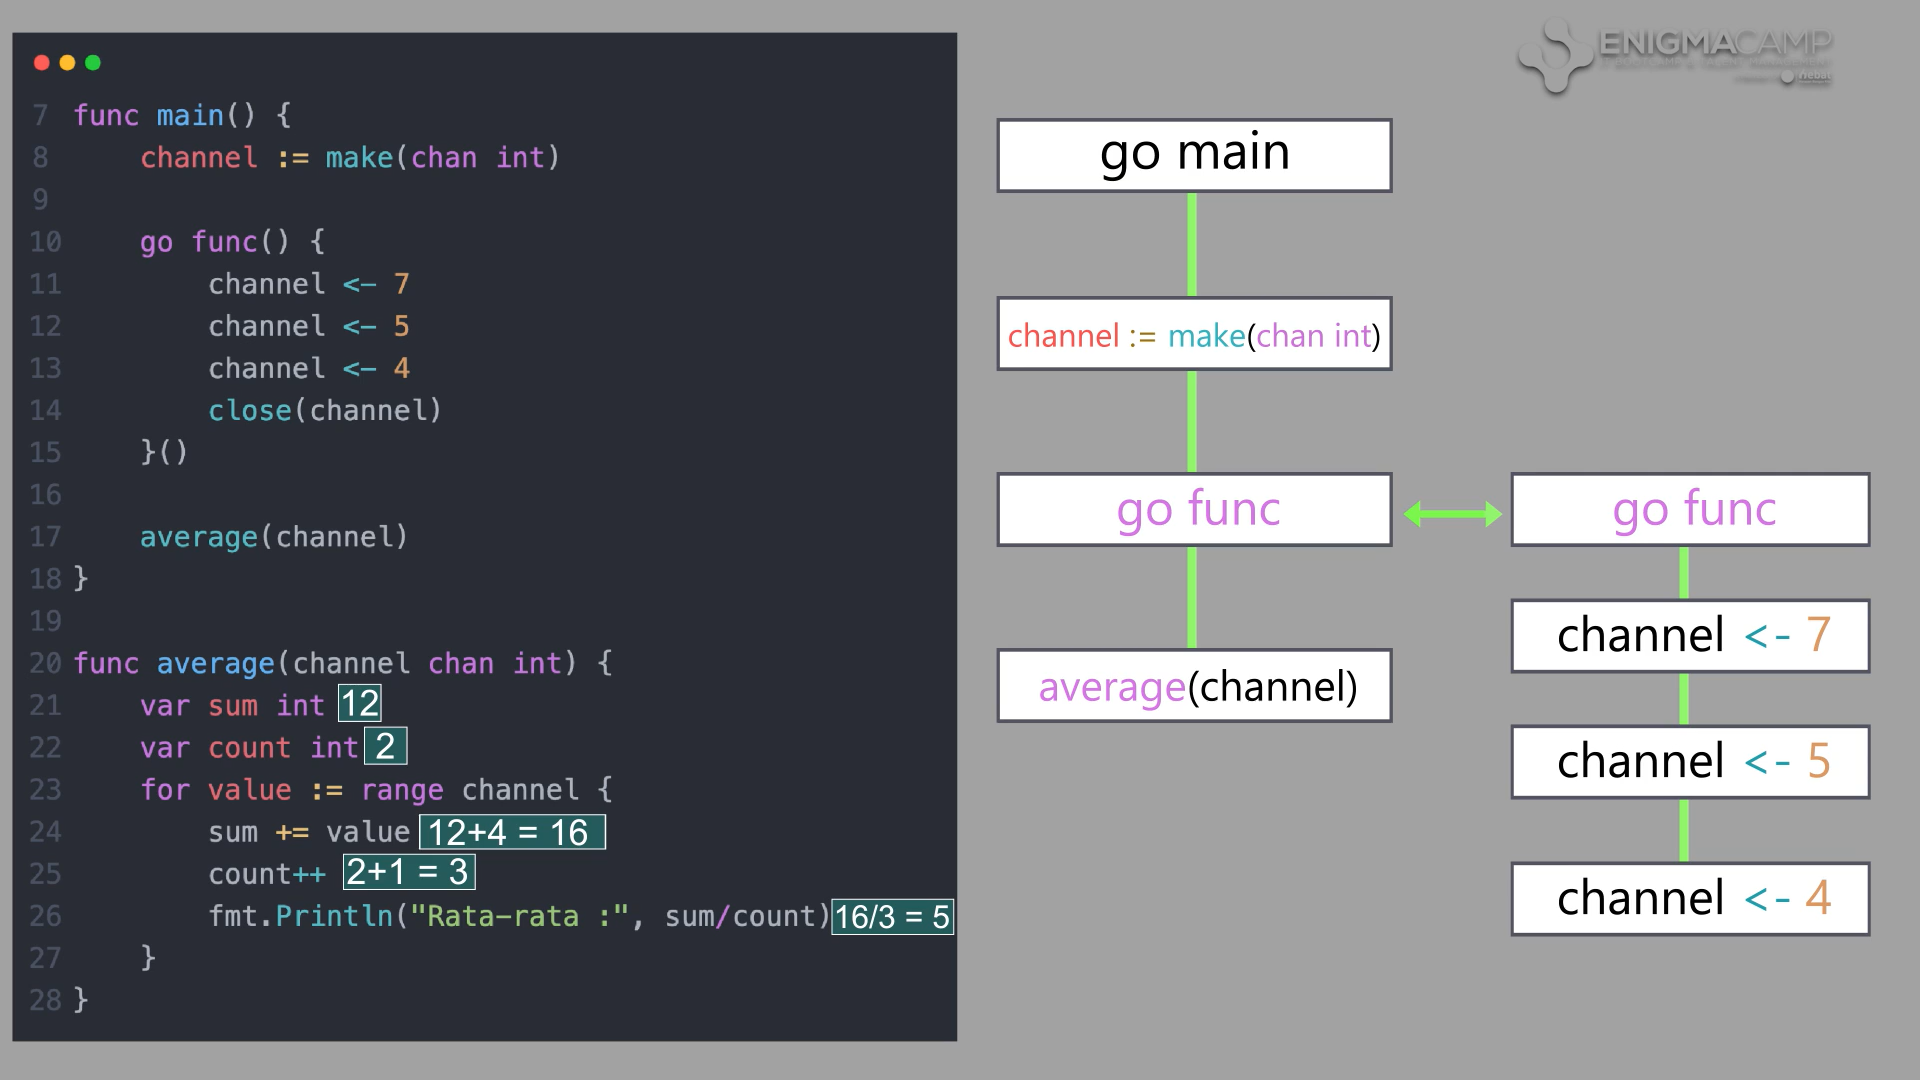 ENIGMACAMP
7 func main() {
8 channel := make(chan int)
9
10 go func() {
11 channel <- 7
12 channel <- 5
13 channel <- 4
14 close(channel)
15 }()
16
17 average(channel)
18 }
19
20 func average(channel chan int) {
21 var sum int 12
22 var count int 2
23 for value := range channel {
24 sum += value 12+4 = 16
25 count++ 2+1 = 3
26 fmt.Println("Rata-rata :", sum/count) 16/3 = 5
27 }
28 }
go main
channel := make(chan int)
go func
average(channel)
go func
channel <- 7
channel <- 5
channel <- 4